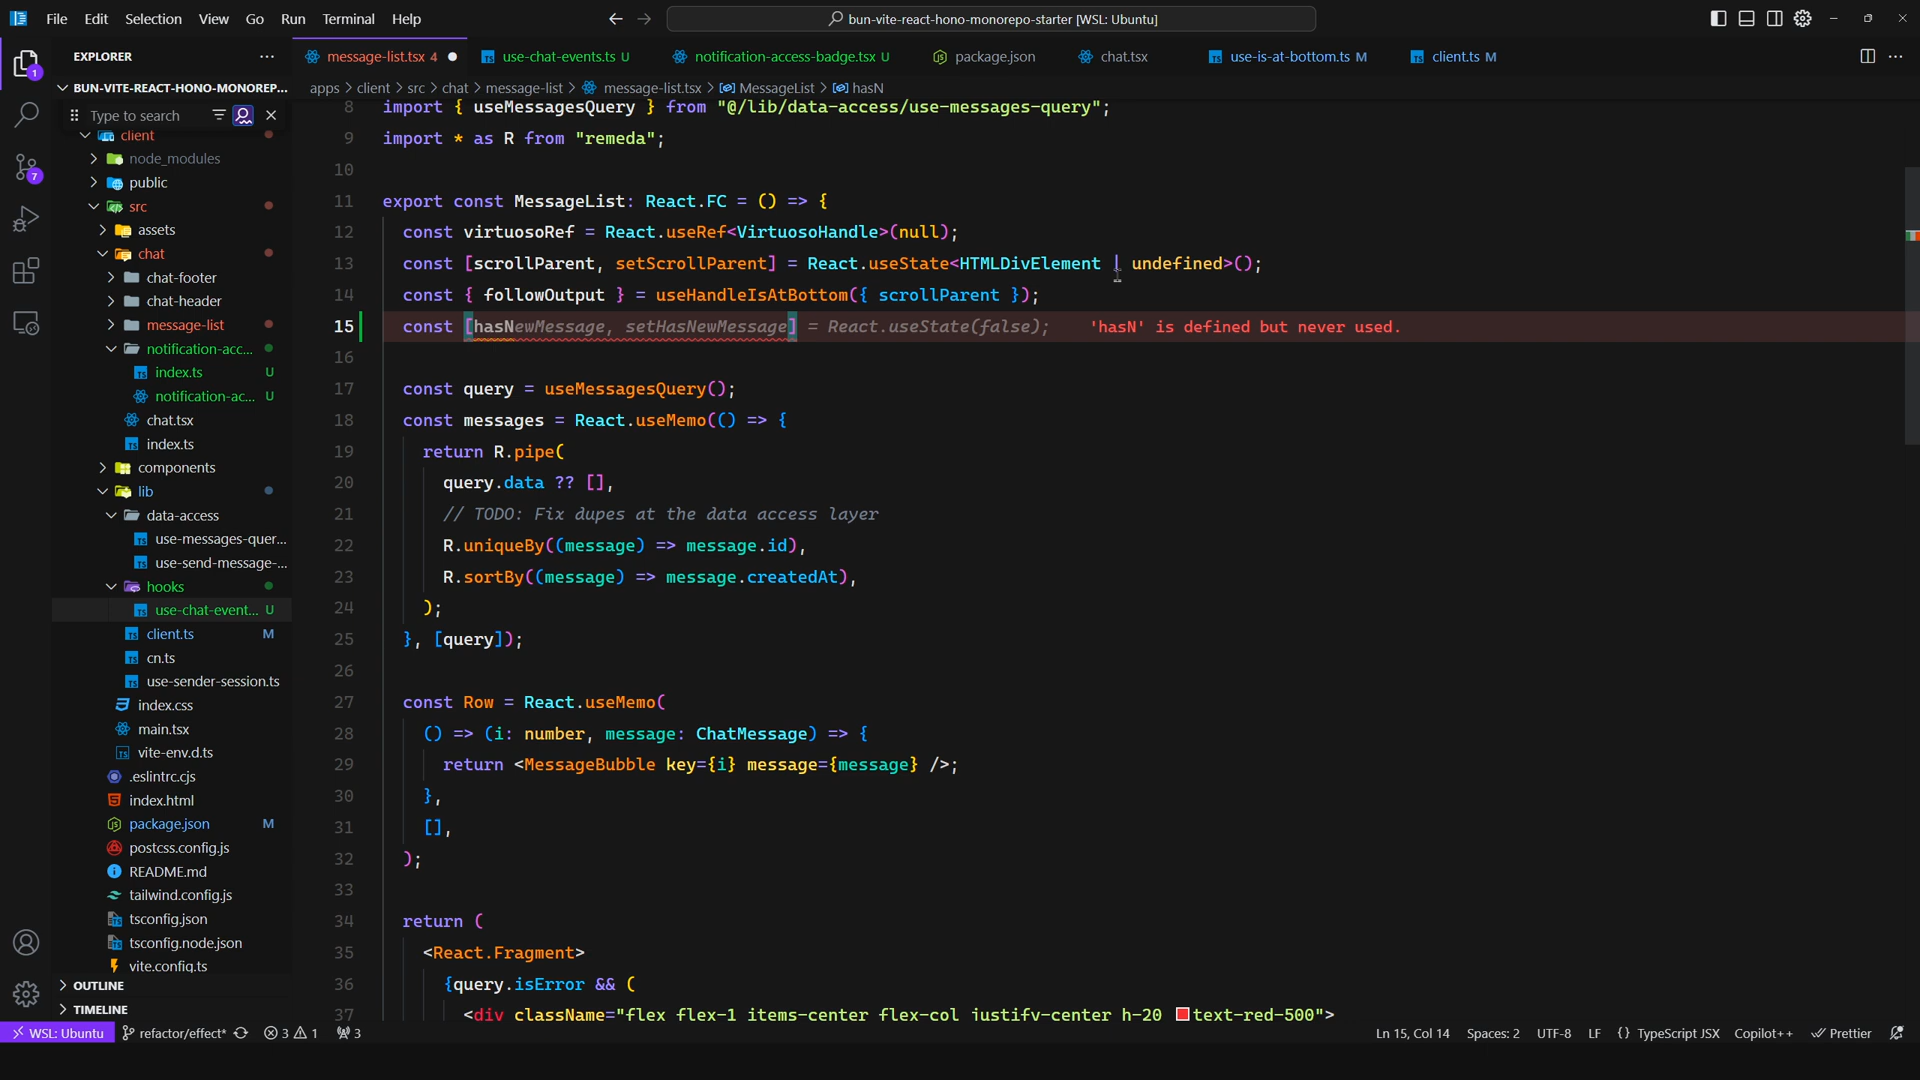 File Edit Selection View Go Run Terminal Help
bun-vite-react-hono-monorepo-starter [WSL: Ubuntu]
EXPLORER
message-list.tsx 4
use-chat-events.ts U
notification-access-badge.tsx U
package.json
chat.tsx
use-is-at-bottom.ts M
client.ts M
BUN-VITE-REACT-HONO-MONOREP...
apps > client > src > chat > message-list > message-list.tsx > MessageList > hasN
1
Type to search
7
client
node_modules
public
src
assets
chat
chat-footer
chat-header
message-list
notification-acc...
index.ts U
notification-ac... U
chat.tsx
index.ts
components
lib
data-access
use-messages-quer...
use-send-message-...
hooks
use-chat-event... U
client.ts M
cn.ts
use-sender-session.ts
index.css
main.tsx
vite-env.d.ts
.eslintrc.cjs
index.html
package.json M
postcss.config.js
README.md
tailwind.config.js
tsconfig.json
tsconfig.node.json
vite.config.ts
OUTLINE
TIMELINE
8 import { useMessagesQuery } from "@/lib/data-access/use-messages-query";
9 import * as R from "remeda";
10
11 export const MessageList: React.FC = () => {
12 const virtuosoRef = React.useRef<VirtuosoHandle>(null);
13 const [scrollParent, setScrollParent] = React.useState<HTMLDivElement | undefined>();
14 const { followOutput } = useHandleIsAtBottom({ scrollParent });
15 const [hasNewMessage, setHasNewMessage] = React.useState(false); 'hasN' is defined but never used.
16
17 const query = useMessagesQuery();
18 const messages = React.useMemo(() => {
19 return R.pipe(
20 query.data ?? [],
21 // TODO: Fix dupes at the data access layer
22 R.uniqueBy((message) => message.id),
23 R.sortBy((message) => message.createdAt),
24 );
25 }, [query]);
26
27 const Row = React.useMemo(
28 () => (i: number, message: ChatMessage) => {
29 return <MessageBubble key={i} message={message} />;
30 },
31 [],
32 );
33
34 return (
35 <React.Fragment>
36 {query.isError && (
37 <div className="flex flex-1 items-center flex-col justify-center h-20 text-red-500">
WSL: Ubuntu refactor/effect* 3 1 3 Ln 15, Col 14 Spaces: 2 UTF-8 LF {} TypeScript JSX Copilot++ Prettier